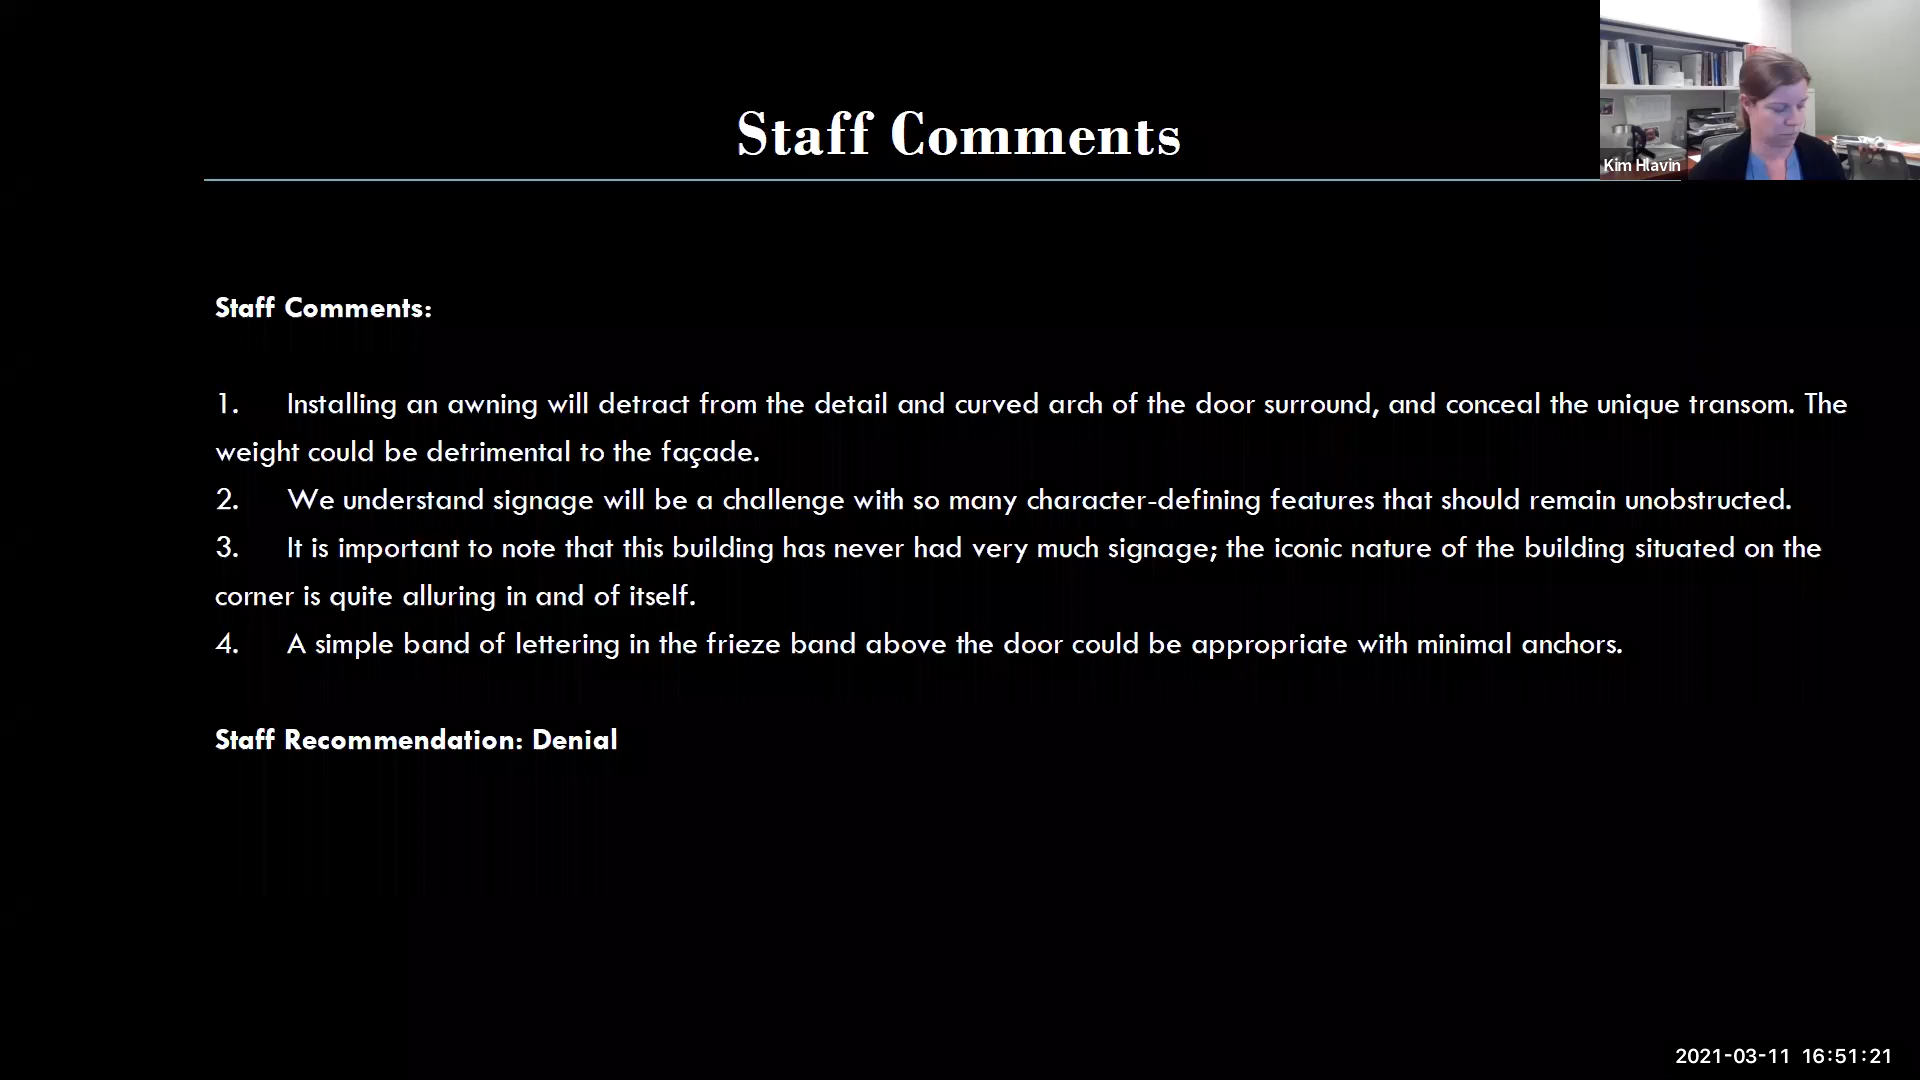 Staff Comments
Kim Hlavin
Staff Comments:
1. Installing an awning will detract from the detail and curved arch of the door surround, and conceal the unique transom. The
weight could be detrimental to the façade.
2. We understand signage will be a challenge with so many character-defining features that should remain unobstructed.
3. It is important to note that this building has never had very much signage; the iconic nature of the building situated on the
corner is quite alluring in and of itself.
4. A simple band of lettering in the frieze band above the door could be appropriate with minimal anchors.
Staff Recommendation: Denial
2021-03-11 16:51:21